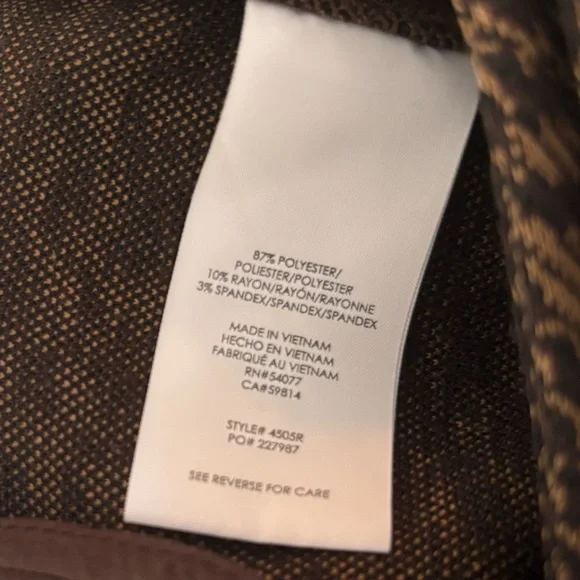 87% POLYESTER/
POLIESTER/POLYESTER
10% RAYON/RAYÓN/RAYONNE
3% SPANDEX/SPANDEX/SPANDEX
MADE IN VIETNAM
HECHO EN VIETNAM
FABRIQUÉ AU VIETNAM
RN#54077
CA#59814
STYLE# 4505R
PO# 227987
SEE REVERSE FOR CARE